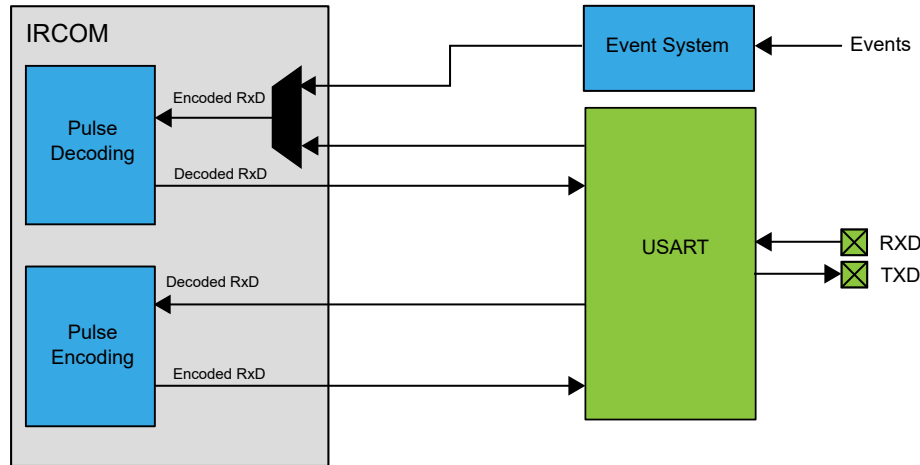 IRCOM
Event System
Events
Encoded RxD
Pulse
Decoding
Decoded RxD
USART
RXD
TXD
Decoded RxD
Pulse
Encoding
Encoded RxD